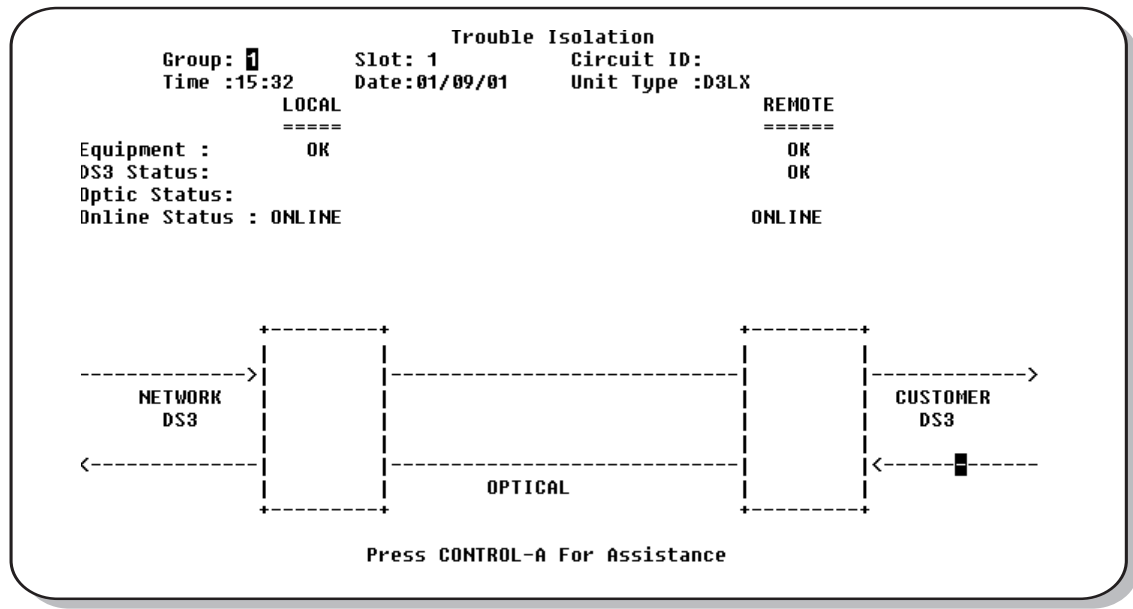 Trouble Isolation
Group: 1 Slot: 1 Circuit ID:
Time :15:32 Date:01/09/01 Unit Type :D3LX
LOCAL REMOTE
===== ======
Equipment : OK OK
DS3 Status: OK
Optic Status:
Online Status : ONLINE ONLINE
NETWORK CUSTOMER
DS3 DS3
OPTICAL
Press CONTROL-A For Assistance